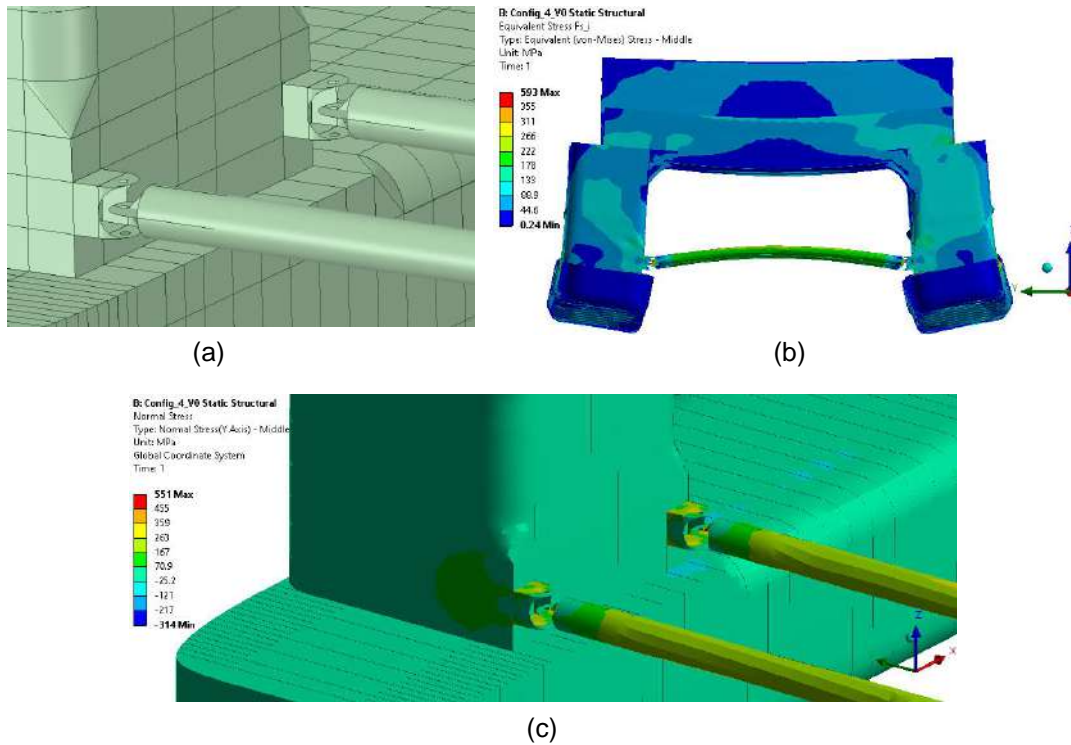 (a)
B: Config_4_V0 Static Structural
Equivalent Stress Fs_i
Type: Equivalent (von-Mises) Stress - Middle
Unit: MPa
Time: 1
593 Max
355
311
266
222
178
133
88.9
44.6
0.24 Min
Y
(b)
B: Config_4_V0 Static Structural
Normal Stress
Type: Normal Stress(Y Axis) - Middle
Unit: MPa
Global Coordinate System
Time: 1
551 Max
455
359
263
167
70.9
-25.2
-121
-217
-314 Min
Z
X
(c)